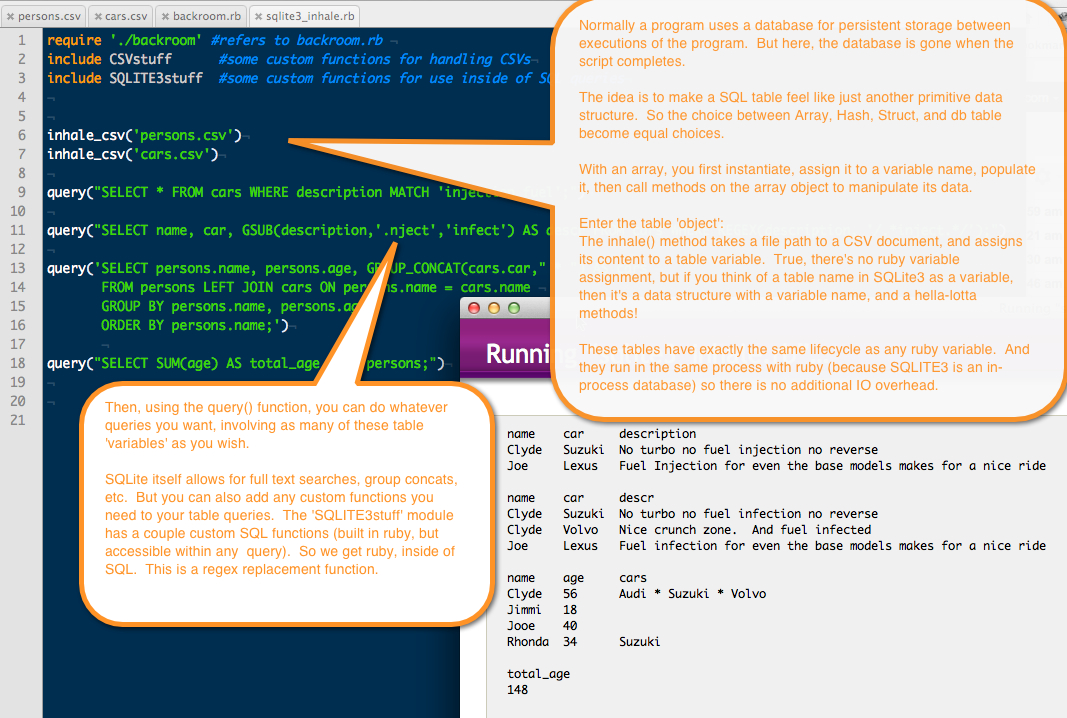 persons.csv cars.csv backroom.rb sqlite3_inhale.rb
1 require './backroom' #refers to backroom.rb
2 include CSVstuff #some custom functions for handling CSVs
3 include SQLITE3stuff #some custom functions for use inside of
4
5
6 inhale_csv('persons.csv')
7 inhale_csv('cars.csv')
8
9 query("SELECT * FROM cars WHERE description MATCH
10
11 query("SELECT name, car, GSUB(description,'.nject','infect') AS
12
13 query('SELECT persons.name, persons.age, GROUP_CONCAT(cars.car,"
14 FROM persons LEFT JOIN cars ON persons.name = cars.name
15 GROUP BY persons.name,
16 ORDER BY persons.name;')
17
18 query("SELECT SUM(age) AS total_age persons;")
19
20
21
Normally a program uses a database for persistent storage between
executions of the program. But here, the database is gone when the
script completes.
The idea is to make a SQL table feel like just another primitive data
structure. So the choice between Array, Hash, Struct, and db table
become equal choices.
With an array, you first instantiate, assign it to a variable name, populate
it, then call methods on the array object to manipulate its data.
Enter the table 'object':
The inhale() method takes a file path to a CSV document, and assigns
its content to a table variable. True, there's no ruby variable
assignment, but if you think of a table name in SQLite3 as a variable,
then it's a data structure with a variable name, and a hella-lotta
methods!
These tables have exactly the same lifecycle as any ruby variable. And
they run in the same process with ruby (because SQLITE3 is an in-
process database) so there is no additional IO overhead.
Then, using the query() function, you can do whatever
queries you want, involving as many of these table
'variables' as you wish.
SQLite itself allows for full text searches, group concats,
etc. But you can also add any custom functions you
need to your table queries. The 'SQLITE3stuff' module
has a couple custom SQL functions (built in ruby, but
accessible within any query). So we get ruby, inside of
SQL. This is a regex replacement function.
name car description
Clyde Suzuki No turbo no fuel injection no reverse
Joe Lexus Fuel Injection for even the base models makes for a nice ride
name car descr
Clyde Suzuki No turbo no fuel infection no reverse
Clyde Volvo Nice crunch zone. And fuel infected
Joe Lexus Fuel infection for even the base models makes for a nice ride
name age cars
Clyde 56 Audi * Suzuki * Volvo
Jimmi 18
Jooe 40
Rhonda 34 Suzuki
total_age
148